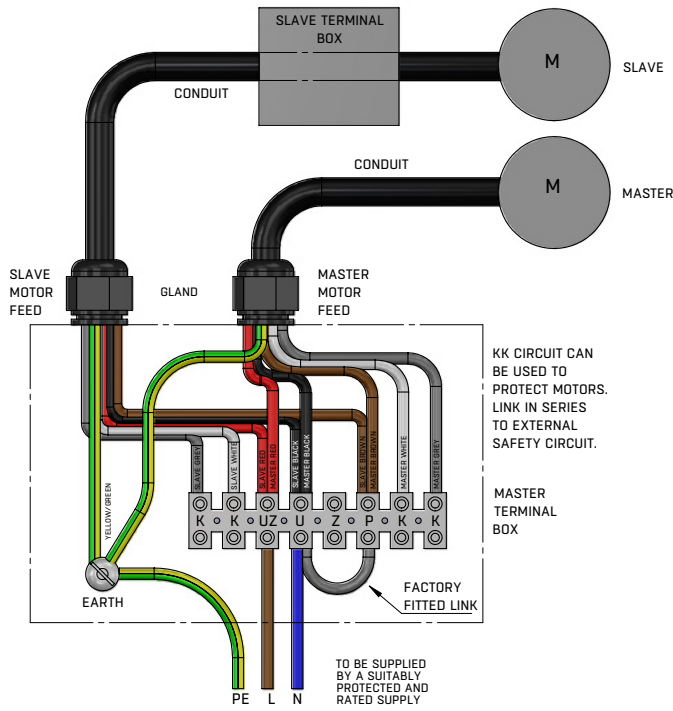 SLAVE TERMINAL
BOX
M
SLAVE
CONDUIT
CONDUIT
M
MASTER
SLAVE
MOTOR
FEED
GLAND
MASTER
MOTOR
FEED
KK CIRCUIT CAN
BE USED TO
PROTECT MOTORS.
LINK IN SERIES
TO EXTERNAL
SAFETY CIRCUIT.
YELLOW/GREEN
SLAVE GREY
SLAVE WHITE
SLAVE RED
MASTER RED
SLAVE BLACK
MASTER BLACK
SLAVE BROWN
MASTER BROWN
MASTER WHITE
MASTER GREY
MASTER
TERMINAL
BOX
K K UZ U Z P K K
EARTH
FACTORY
FITTED LINK
PE L N
TO BE SUPPLIED
BY A SUITABLY
PROTECTED AND
RATED SUPPLY